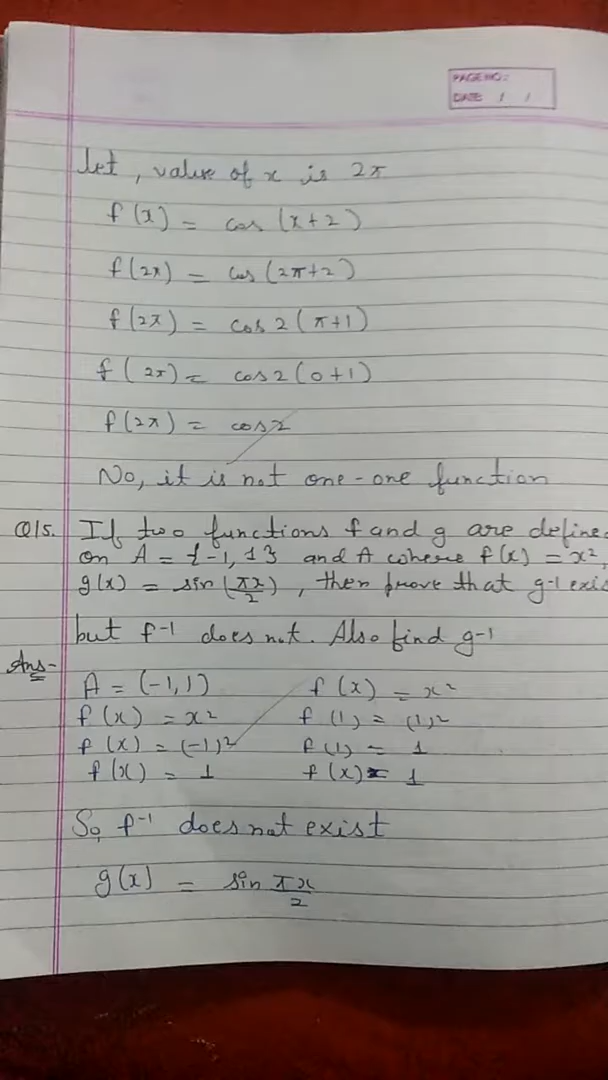 PAGE NO:
DATE / /
Let, value of x is 2π
f(x) = cos (x+2)
f(2π) = cos (2π+2)
f(2π) = cos 2 (π+1)
f(2π) = cos 2 (0+1)
f(2π) = cos 2
No, it is not one-one function
Q15. If two functions f and g are define
on A = {-1, 1} and A where f(x) = x²,
g(x) = sin (πx/2), then prove that g-1 exis
but f⁻¹ does not. Also find g-1
Ans-
A = (-1,1) f(x) = x²
f(x) = x² f(1) = (1)²
f(x) = (-1)² f(1) = 1
f(x) = 1 f(x) = 1
So, f⁻¹ does not exist
g(x) = sin πx/2